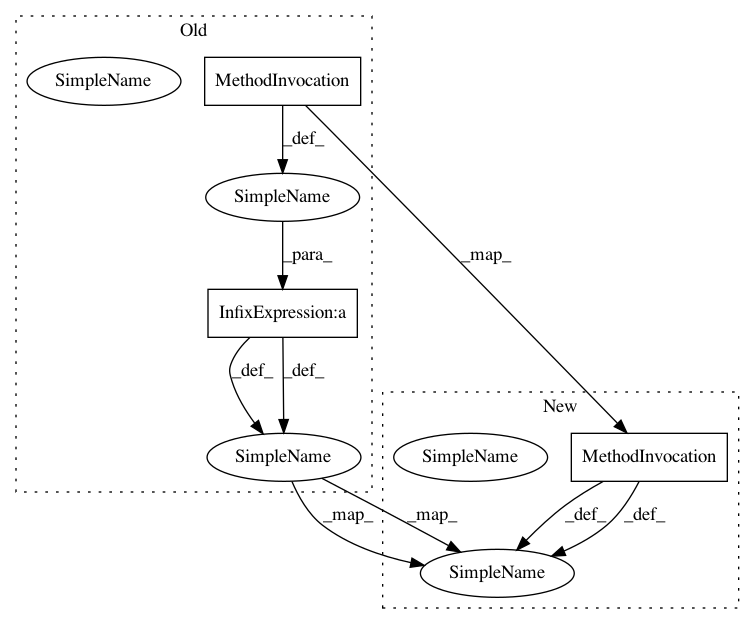 Old
SimpleName
MethodInvocation
_def_
SimpleName
_map_
_para_
InfixExpression:a
_def_
_def_
New
SimpleName
SimpleName
MethodInvocation
_map_
_map_
_def_
_def_
SimpleName